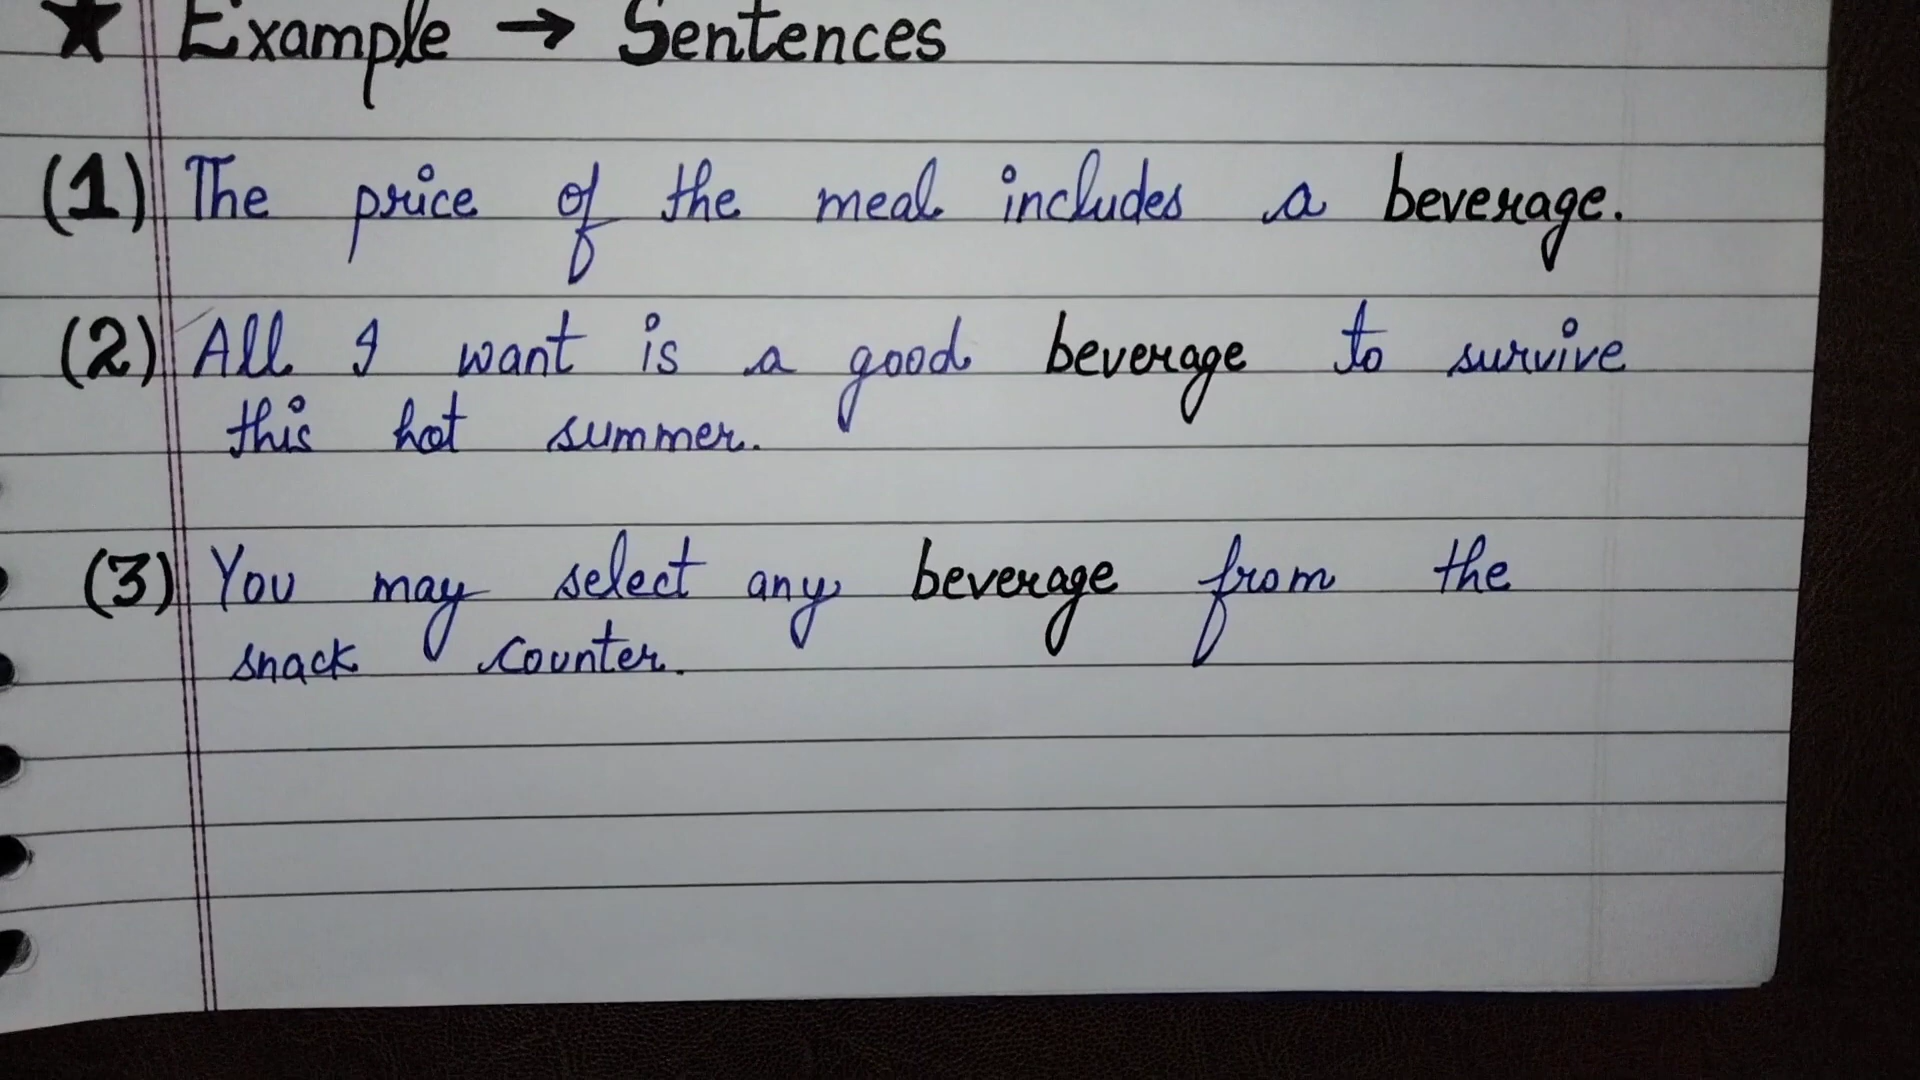 ★ Example → Sentences
(1) The price of the meal includes a beverage.
(2) All I want is a good beverage to survive
this hot summer.
(3) You may select any beverage from the
snack counter.